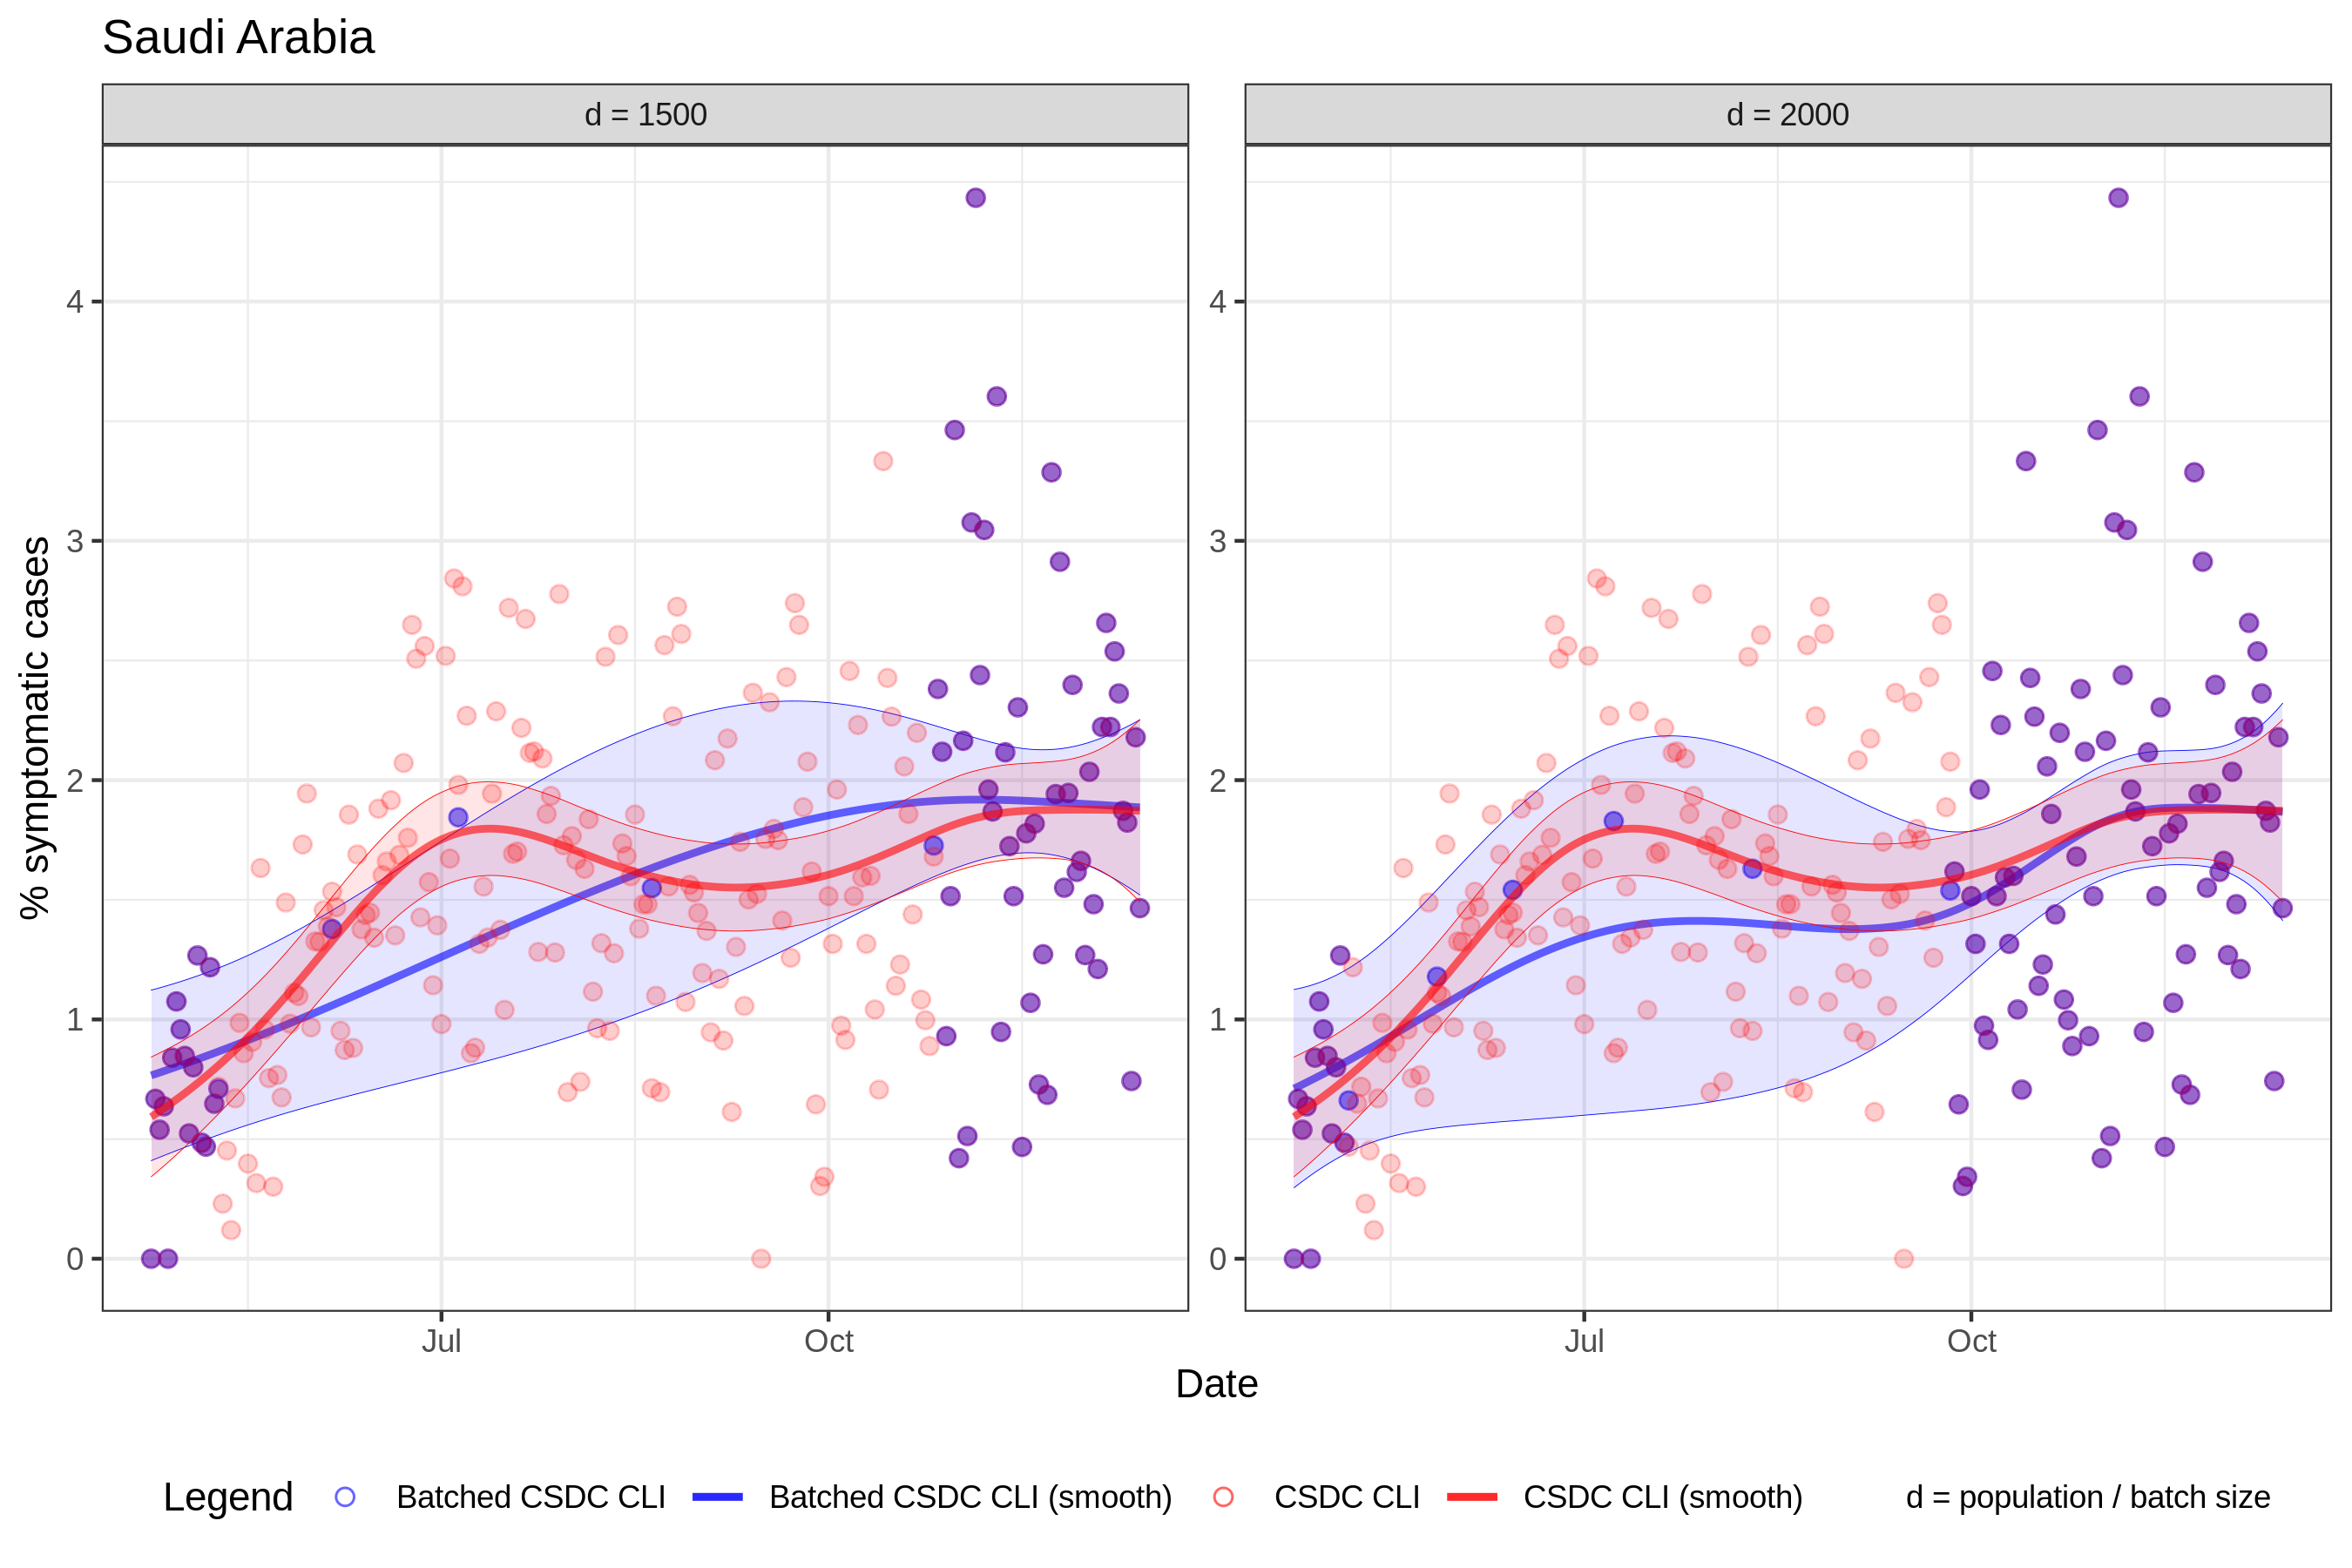 Saudi Arabia
d = 1500
d = 2000
% symptomatic cases
4
3
2
1
0
4
3
2
1
0
Jul
Oct
Jul
Oct
Date
Legend
Batched CSDC CLI
Batched CSDC CLI (smooth)
CSDC CLI
CSDC CLI (smooth)
d = population / batch size